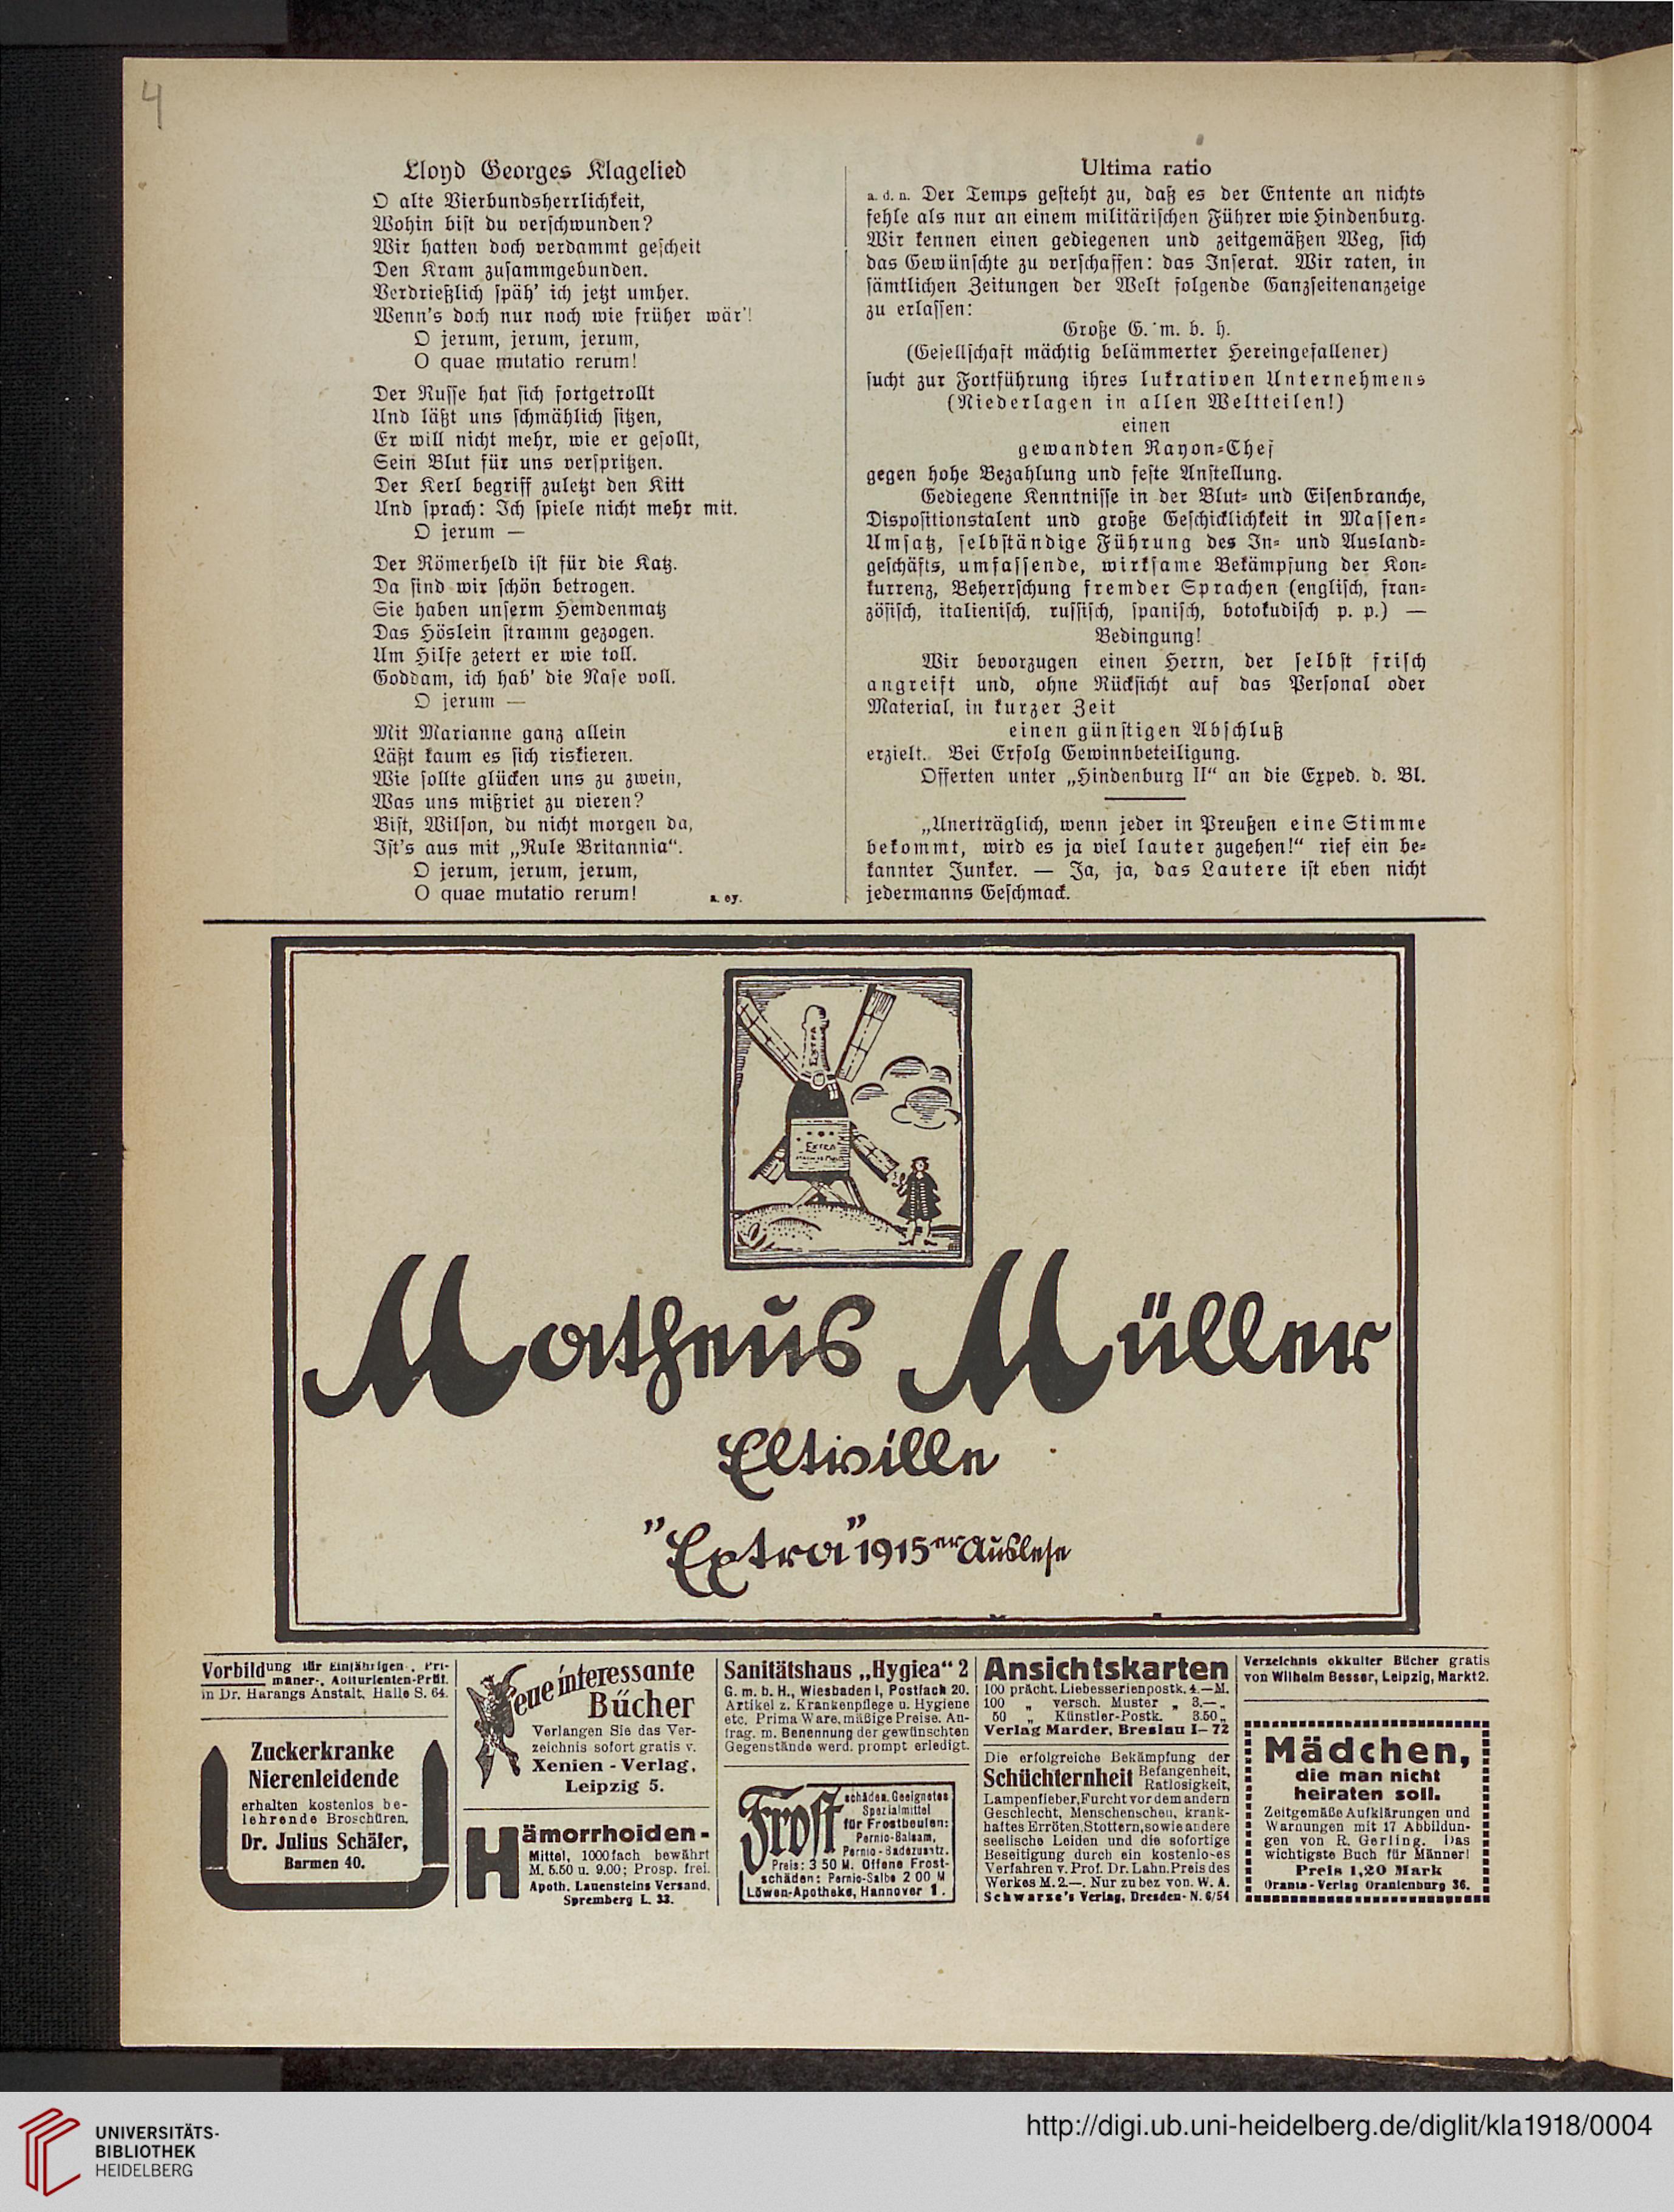 4
Lloyd Georges Klagelied
O alte Vierbundsherrlichkeit,
Wohin bist du verschwunden?
Wir hatten doch verdammt gescheit
Den Kram zusammgebunden.
Verdrießlich späh' ich jetzt umher.
Wenn's doch nur noch wie früher wär'!
O jerum, jerum, jerum,
O quae mutatio rerum!
Der Russe hat sich fortgetrollt
Und läßt uns schmählich sitzen,
Er will nicht mehr, wie er gesollt,
Sein Blut für uns verspritzen.
Der Kerl begriff zuletzt den Kitt
Und sprach: Ich spiele nicht mehr mit.
O jerum —
Der Römerheld ist für die Katz.
Da sind wir schön betrogen.
Sie haben unserm Hemdenmatz
Das Höslein stramm gezogen.
Um Hilfe zetert er wie toll.
Goddam, ich hab' die Nase voll.
O jerum —
Mit Marianne ganz allein
Läßt kaum es sich riskieren.
Wie sollte glücken uns zu zwein,
Was uns mißriet zu vieren?
Bist, Wilson, du nicht morgen da,
Ist's aus mit „Rule Britannia“.
O jerum, jerum, jerum,
O quae mutatio rerum!
a. ey.
Ultima ratio
a. d. n. Der Temps gesteht zu, daß es der Entente an nichts
fehle als nur an einem militärischen Führer wie Hindenburg.
Wir kennen einen gediegenen und zeitgemäßen Weg, sich
das Gewünschte zu verschaffen: das Inserat. Wir raten, in
sämtlichen Zeitungen der Welt folgende Ganzseitenanzeige
zu erlassen:
Große G. m. b. H.
(Gesellschaft mächtig belämmerter Hereingefallener)
sucht zur Fortführung ihres lukrativen Unternehmens
(Niederlagen in allen Weltteilen!)
einen
gewandten Rayon-Chef
gegen hohe Bezahlung und feste Anstellung.
Gediegene Kenntnisse in der Blut- und Eisenbranche,
Dispositionstalent und große Geschicklichkeit in Massen-
Umsatz, selbständige Führung des In- und Ausland-
geschäfts, umfassende, wirksame Bekämpfung der Kon-
kurrenz, Beherrschung fremder Sprachen (englisch, fran-
zösisch, italienisch, russisch, spanisch, botokudisch p. p.) —
Bedingung!
Wir bevorzugen einen Herrn, der selbst frisch
angreift und, ohne Rücksicht auf das Personal oder
Material, in kurzer Zeit
einen günstigen Abschluß
erzielt. Bei Erfolg Gewinnbeteiligung.
Offerten unter „Hindenburg II“ an die Exped. d. Bl.
„Unerträglich, wenn jeder in Preußen eine Stimme
bekommt, wird es ja viel lauter zugehen!“ rief ein be-
kannter Junker. — Ja, ja, das Lautere ist eben nicht
jedermanns Geschmack.
EXTRA
EXTRA
Matheus Müller
Eltville
"Extra" 1915er Auslese
Vorbildung für Einjährigen-, Pri-
maner-, Abiturienten-Prüf.
in Dr. Harangs Anstalt, Halle S. 64.
Zuckerkranke
Nierenleidende
erhalten kostenlos be-
lehrende Broschüren.
Dr. Julius Schäfer,
Barmen 40.
Neue interessante
Bücher
Verlangen Sie das Ver-
zeichnis sofort gratis v.
Xenien-Verlag,
Leipzig 5.
Hämorrhoiden-
Mittel, 1000fach bewährt
M. 5.50 u. 9.00; Prosp. frei.
Apoth. Lauensteins Versand,
Spremberg L. 33.
Sanitätshaus „Hygiea“ 2
G. m. b. H., Wiesbaden I, Postfach 20.
Artikel z. Krankenpflege u. Hygiene
etc. Prima Ware, mäßige Preise. An-
frag. m. Benennung der gewünschten
Gegenstände werd. prompt erledigt.
Frost
schäden. Geeignetes
Spezialmittel
für Frostbeulen:
Pernio-Balsam,
Pernio-Badezusatz.
Preis: 3 50 M. Offene Frost-
schäden: Pernio-Salbe 2 00 M
Löwen-Apotheke, Hannover 1.
Ansichtskarten
100 prächt. Liebesserienpostk. 4.—M.
100 „ versch. Muster „ 3.— „
50 „ Künstler-Postk. 3.50 „
Verlag Marder, Breslau I–72
Die erfolgreiche Bekämpfung der
Schüchternheit Befangenheit,
Ratlosigkeit,
Lampenfieber, Furcht vor dem andern
Geschlecht, Menschenscheu, krank-
haftes Erröten, Stottern, sowie andere
seelische Leiden und die sofortige
Beseitigung durch ein kostenloses
Verfahren v. Prof. Dr. Lahn. Preis des
Werkes M. 2.—. Nur zu bez von. W. A.
Schwarze's Verlag, Dresden-N. 6/54
Verzeichnis okkulter Bücher gratis
von Wilhelm Besser, Leipzig, Markt 2.
Mädchen,
die man nicht
heiraten soll.
Zeitgemäße Aufklärungen und
Warnungen mit 17 Abbildun-
gen von R. Gerling. Das
wichtigste Buch für Männer!
Preis 1,20 Mark
Orania-Verlag Oranienburg 36.
UNIVERSITÄTS-
BIBLIOTHEK
HEIDELBERG
http://digi.ub.uni-heidelberg.de/diglit/kla1918/0004